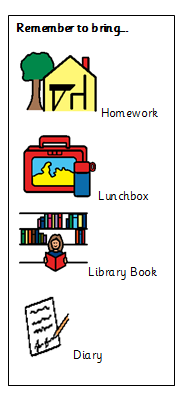 Remember to bring...
Homework
Lunchbox
Library Book
Diary